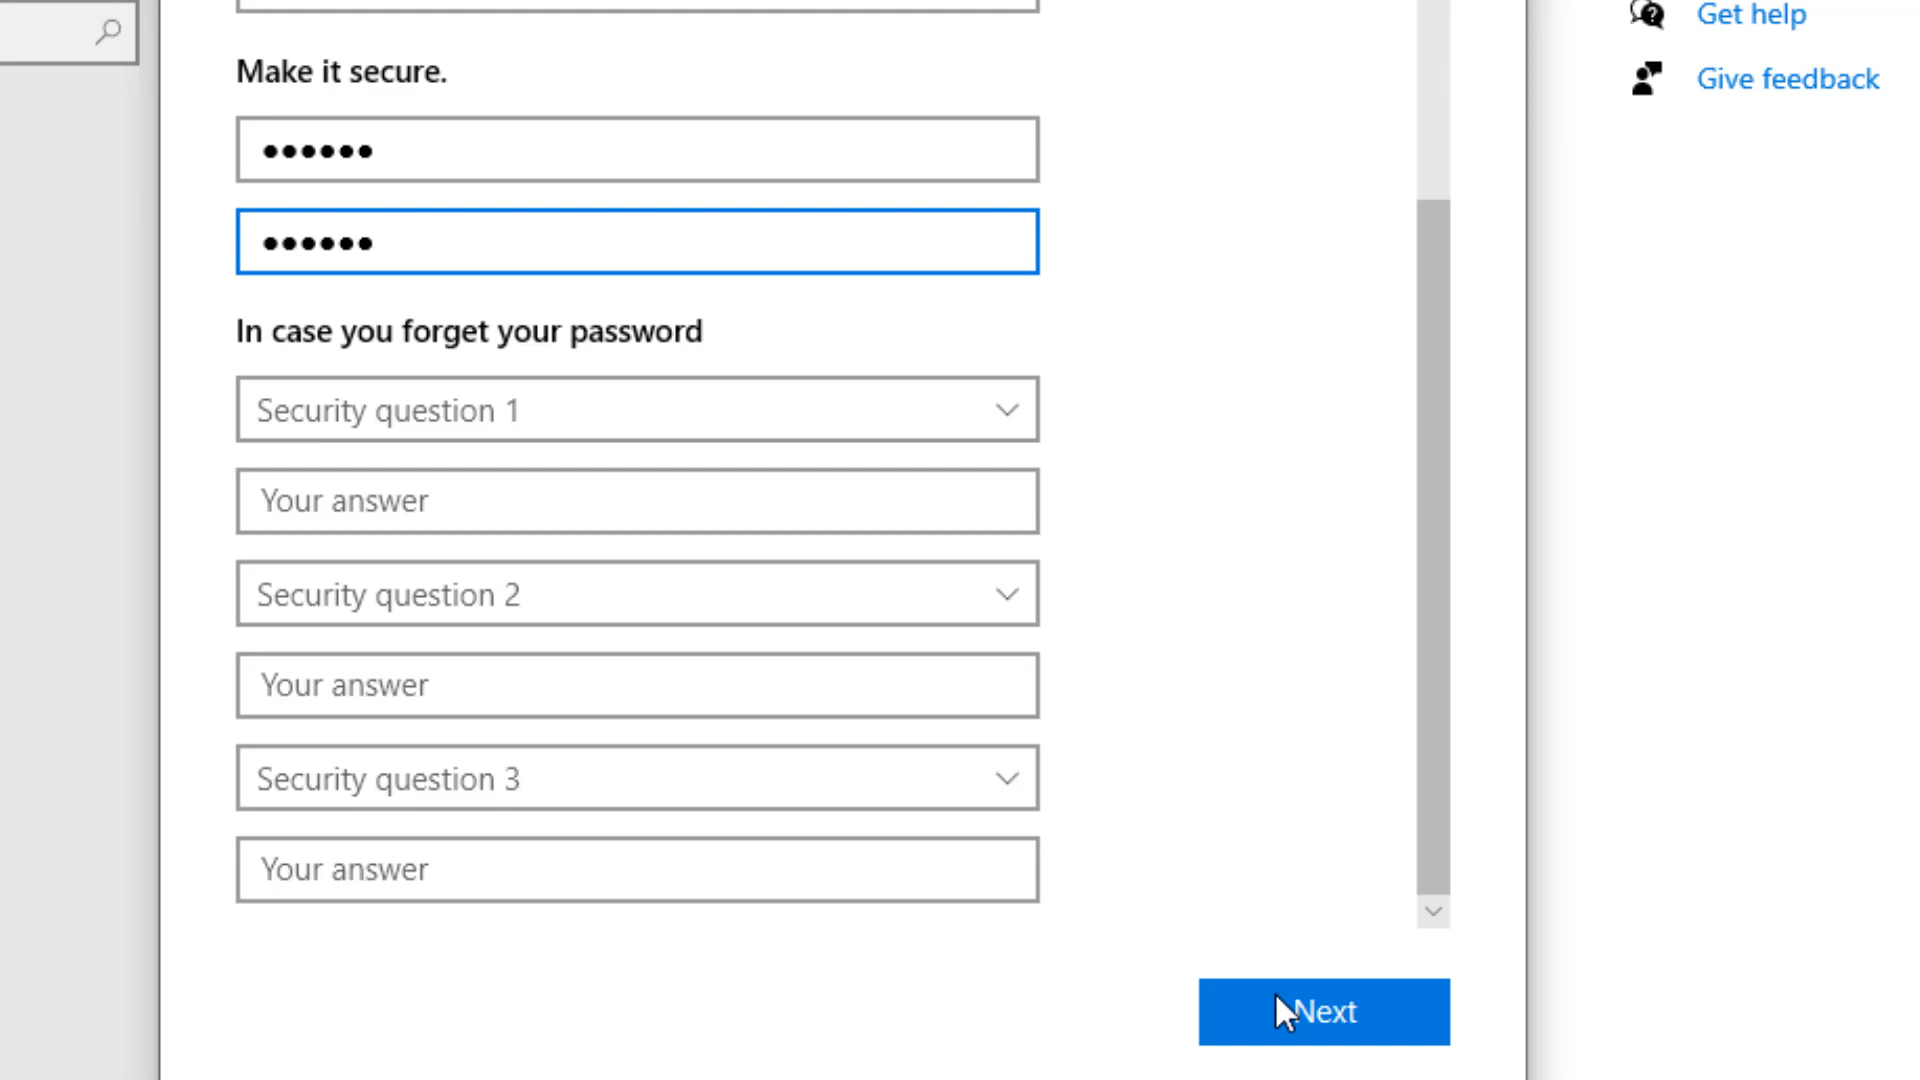 Get help
Give feedback
Make it secure.
••••••
••••••
In case you forget your password
Security question 1
Your answer
Security question 2
Your answer
Security question 3
Your answer
Next